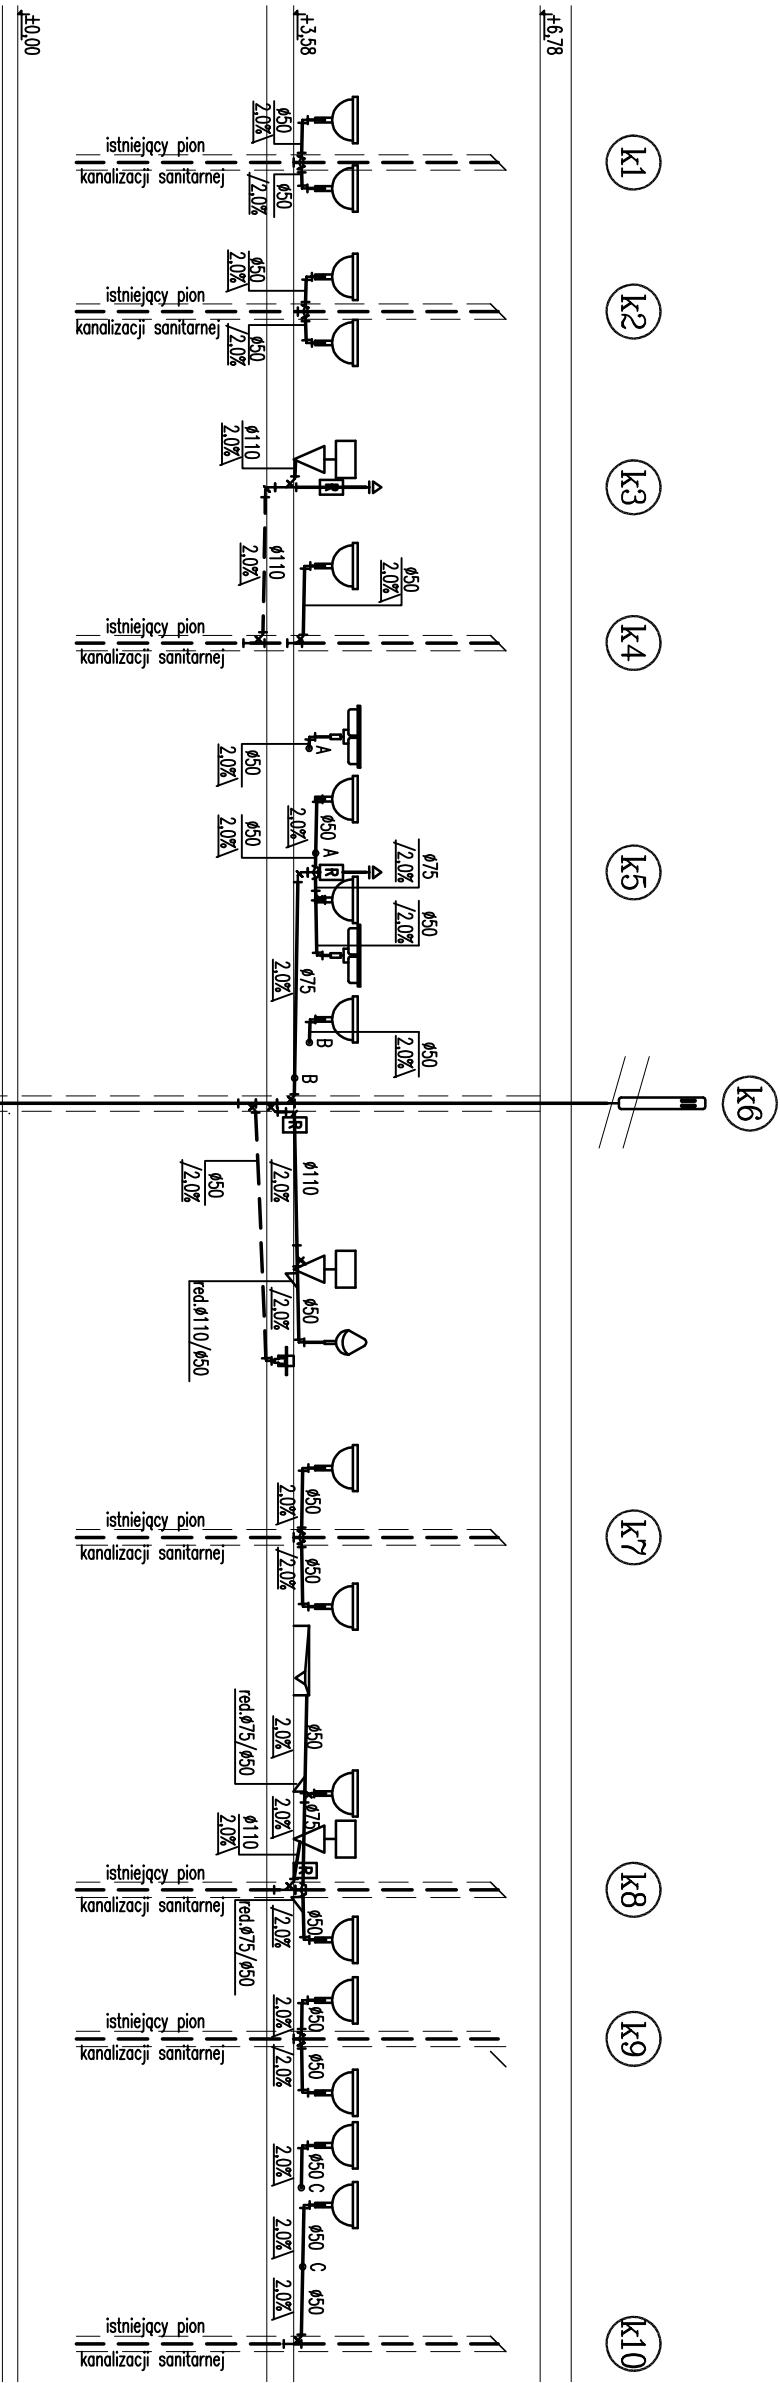 +6,78
+3,58
±0,00
k1
ø50
2,0%
ø50
2,0%
istniejący pion
kanalizacji sanitarnej
k2
ø50
2,0%
ø50
2,0%
istniejący pion
kanalizacji sanitarnej
k3
ø110
2,0%
R
ø110
2,0%
k4
ø50
2,0%
istniejący pion
kanalizacji sanitarnej
k5
A
ø50
2,0%
ø50
2,0%
A
ø50
2,0%
R
ø75
2,0%
ø50
2,0%
ø75
2,0%
B
ø50
2,0%
B
k6
R
ø110
2,0%
ø50
2,0%
ø50
2,0%
red.ø110/ø50
k7
ø50
2,0%
ø50
2,0%
istniejący pion
kanalizacji sanitarnej
k8
ø50
2,0%
red.ø75/ø50
ø75
2,0%
ø110
2,0%
R
istniejący pion
kanalizacji sanitarnej
ø50
2,0%
red.ø75/ø50
k9
ø50
2,0%
ø50
2,0%
istniejący pion
kanalizacji sanitarnej
k10
ø50
2,0%
C
ø50
2,0%
C
ø50
2,0%
istniejący pion
kanalizacji sanitarnej